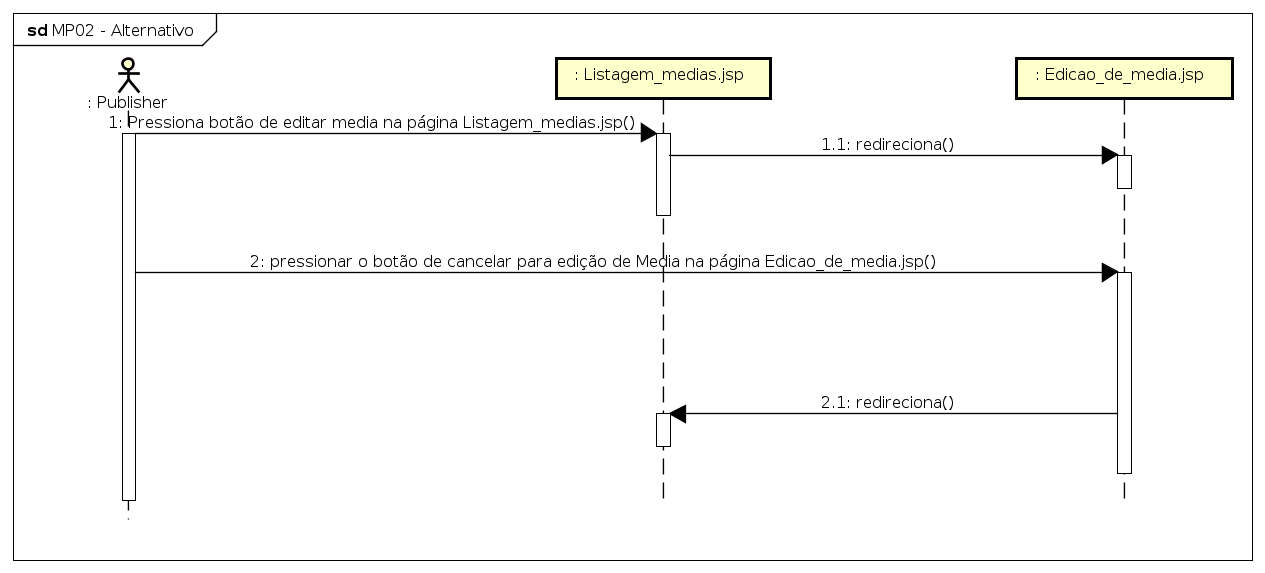 sd MP02 - Alternativo
: Publisher
: Listagem_medias.jsp
: Edicao_de_media.jsp
1: Pressiona botão de editar media na página Listagem_medias.jsp()
1.1: redireciona()
2: pressionar o botão de cancelar para edição de Media na página Edicao_de_media.jsp()
2.1: redireciona()